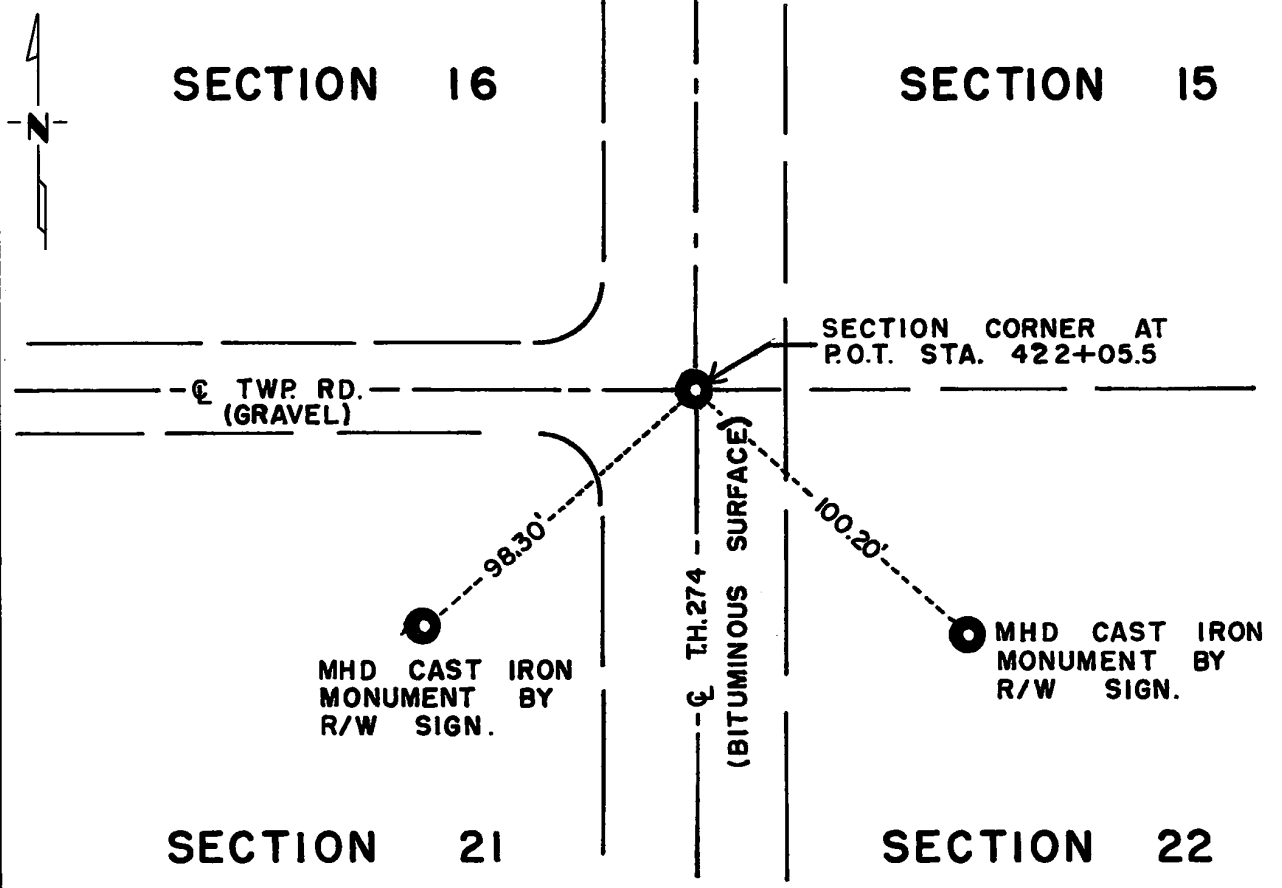 SECTION 16
SECTION 15
N
SECTION CORNER AT
P.O.T. STA. 422+05.5
℄ TWP. RD.
(GRAVEL)
98.30'
100.20'
℄ T.H.274
(BITUMINOUS SURFACE)
MHD CAST IRON
MONUMENT BY
R/W SIGN.
MHD CAST IRON
MONUMENT BY
R/W SIGN.
SECTION 21
SECTION 22